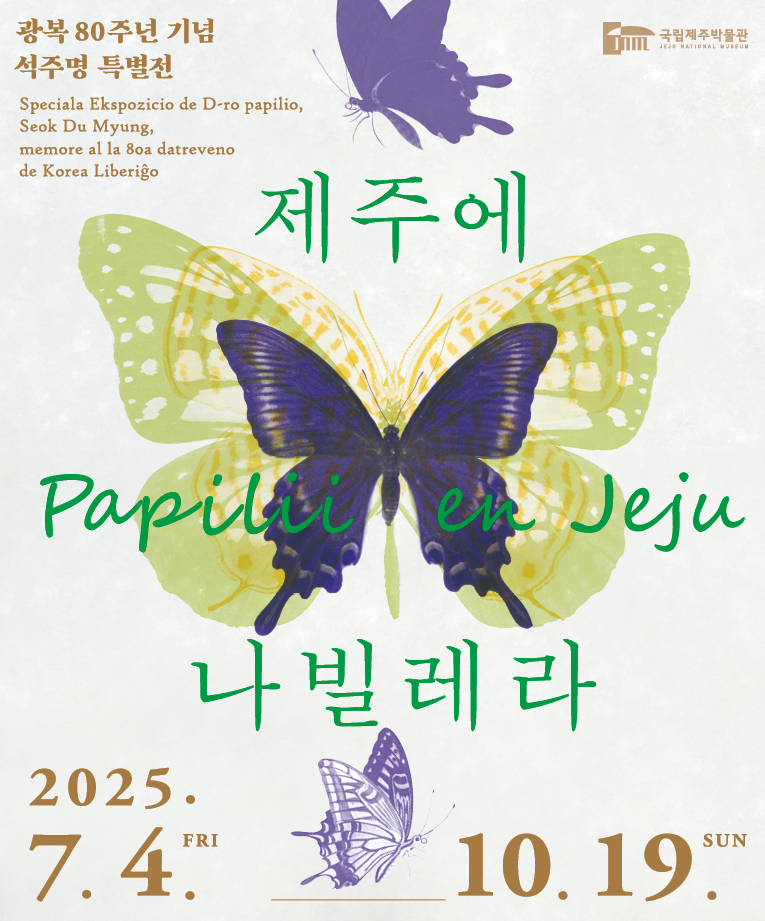 광복 80주년 기념
석주명 특별전
Speciala Ekspozicio de D-ro papilio,
Seok Du Myung,
memore al la 80a datreveno
de Korea Liberiĝo
국립제주박물관
JEJU NATIONAL MUSEUM
제주에
Papilii en Jeju
나빌레라
2025.
7. 4. FRI
10. 19. SUN